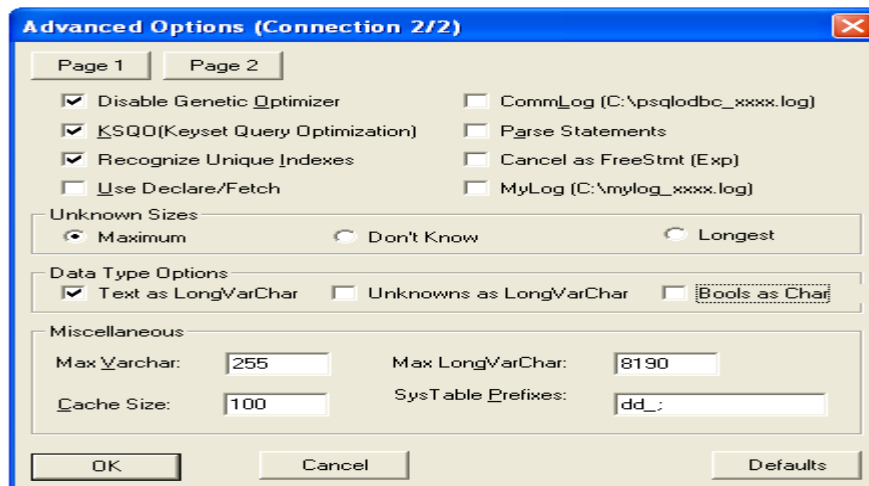 Advanced Options (Connection 2/2)
Page 1 Page 2
Disable Genetic Optimizer CommLog (C:\psqlodbc_xxxx.log)
KSQO(Keyset Query Optimization) Parse Statements
Recognize Unique Indexes Cancel as FreeStmt (Exp)
Use Declare/Fetch MyLog (C:\mylog_xxxx.log)
Unknown Sizes
Maximum Don't Know Longest
Data Type Options
Text as LongVarChar Unknowns as LongVarChar Bools as Char
Miscellaneous
Max Varchar: 255 Max LongVarChar: 8190
Cache Size: 100 SysTable Prefixes: dd_;
OK Cancel Defaults